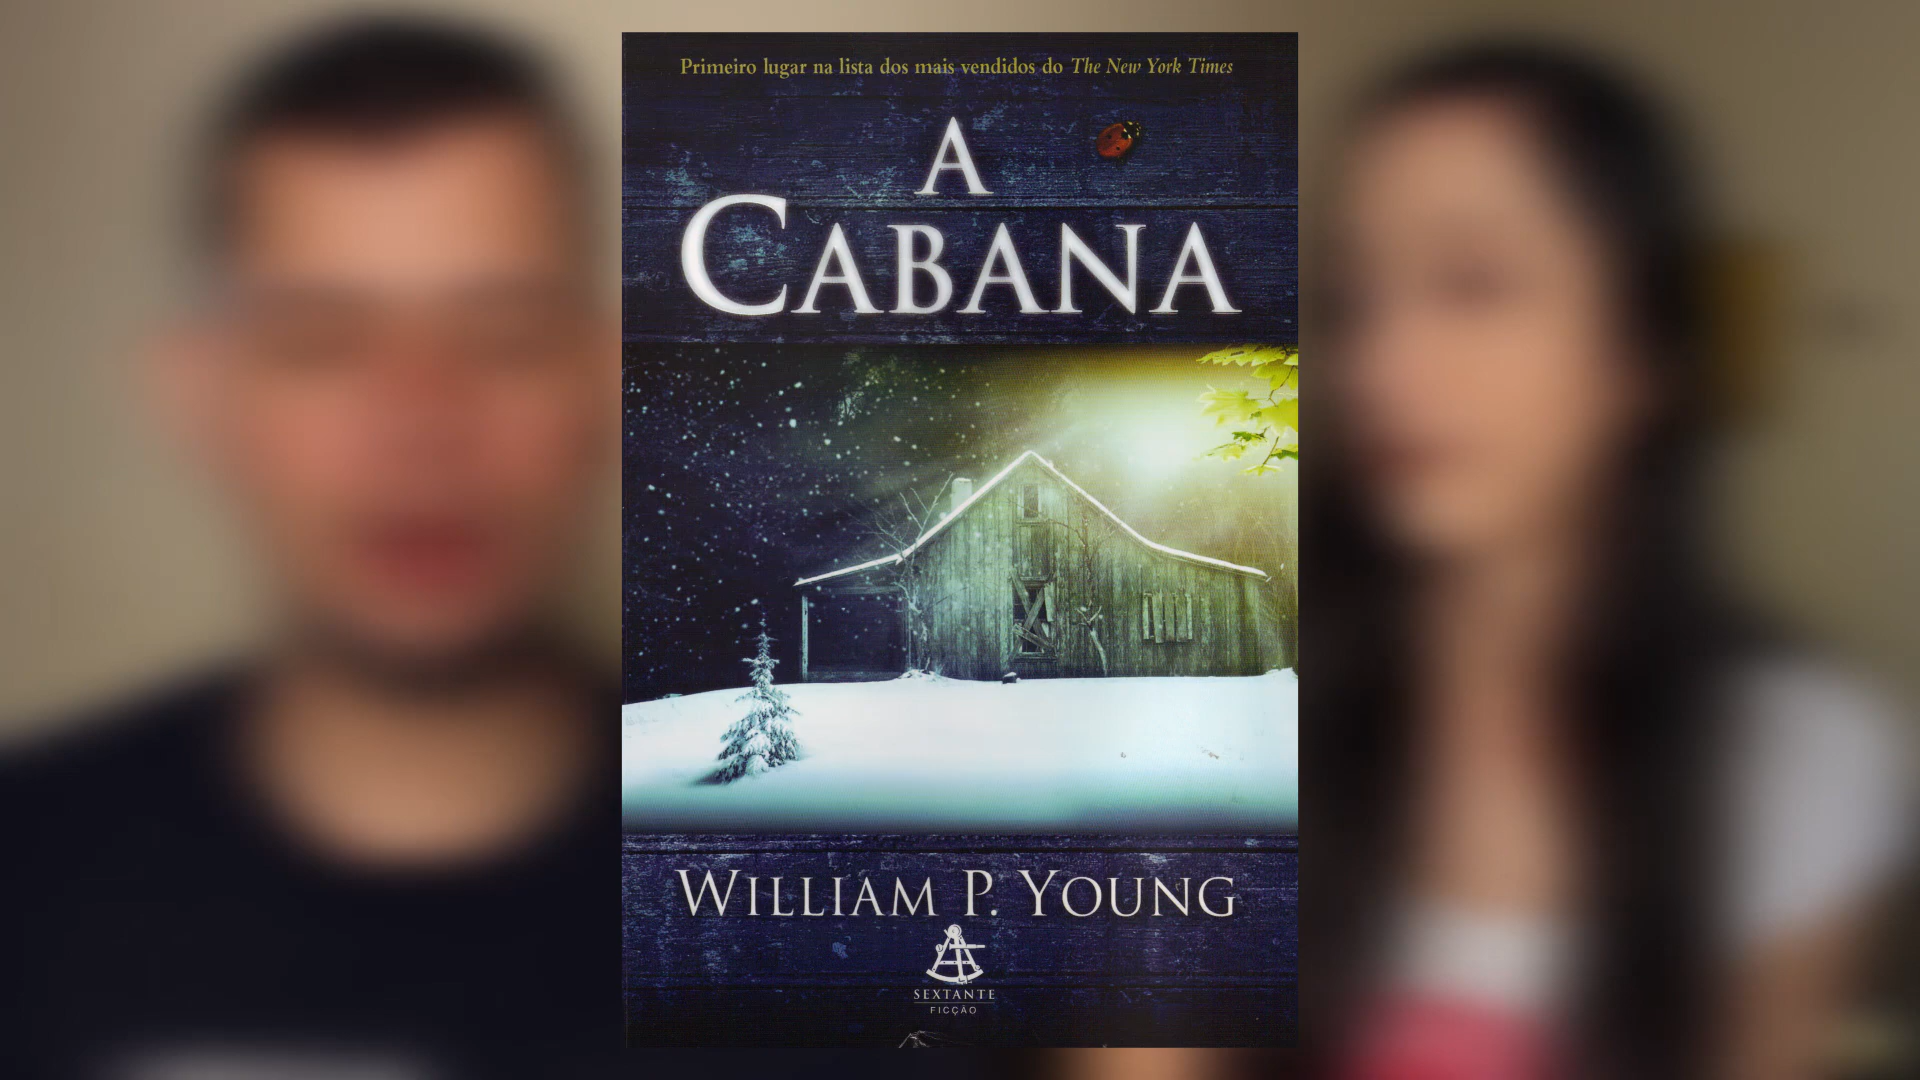 Primeiro lugar na lista dos mais vendidos do The New York Times
A
CABANA
WILLIAM P. YOUNG
SEXTANTE
FICÇÃO